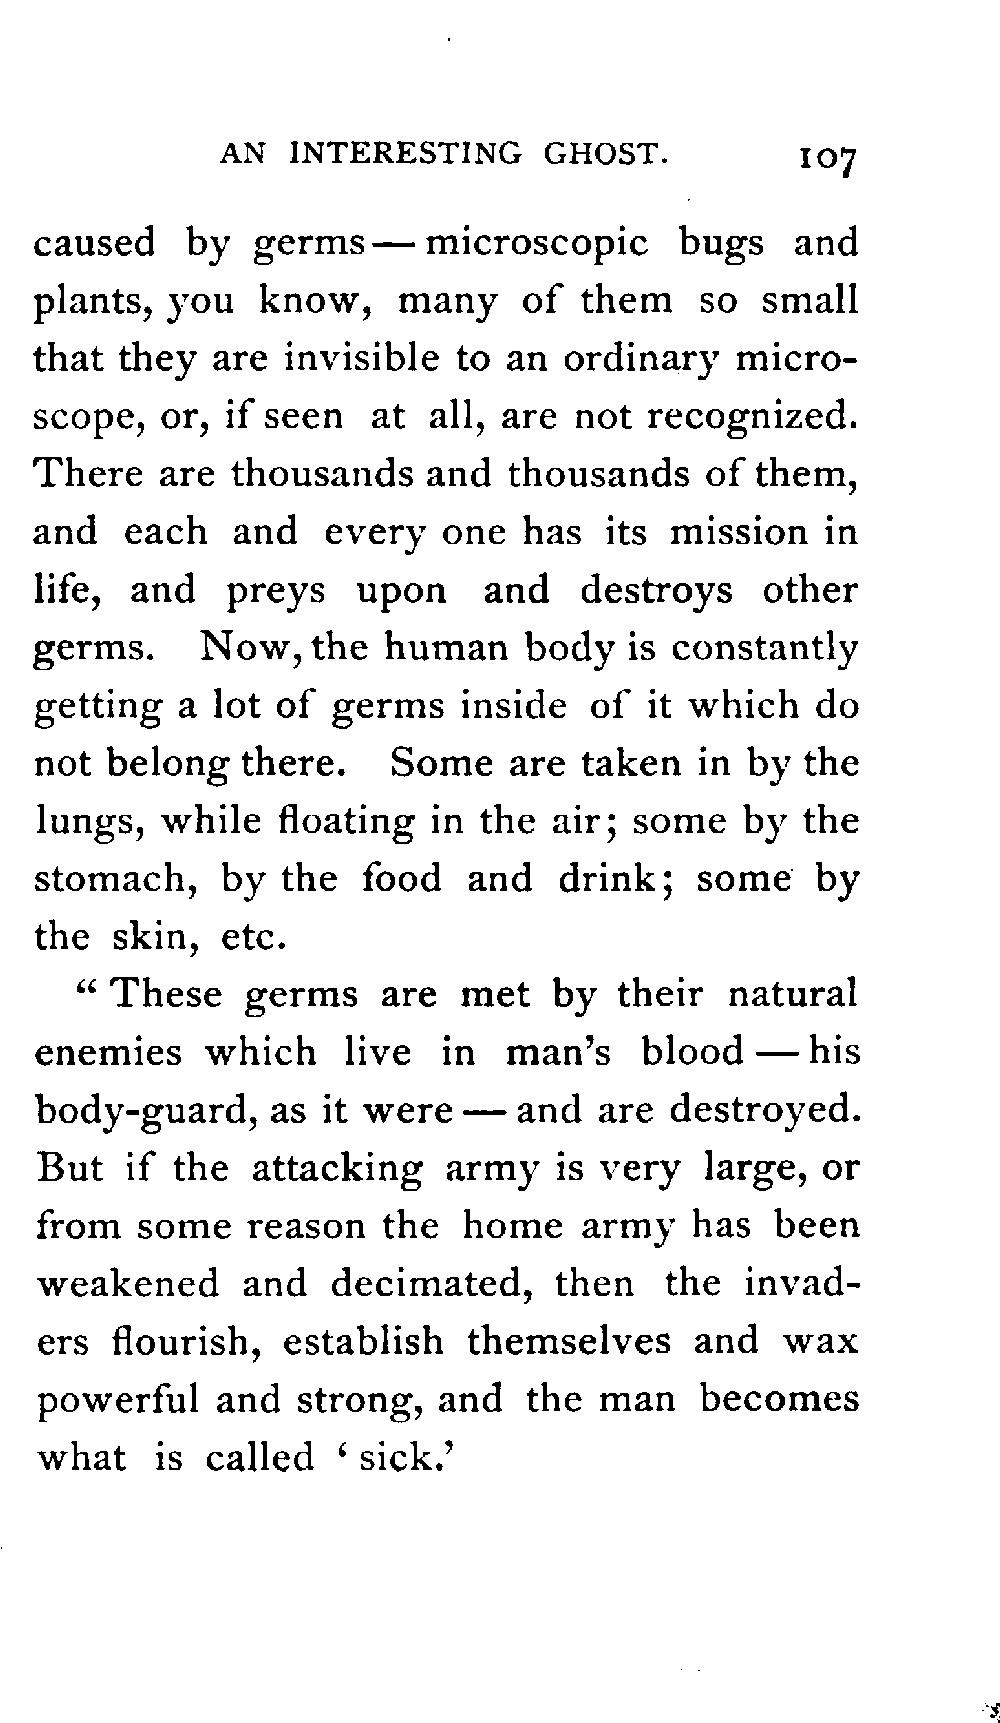 AN INTERESTING GHOST. 107
caused by germs — microscopic bugs and
plants, you know, many of them so small
that they are invisible to an ordinary micro-
scope, or, if seen at all, are not recognized.
There are thousands and thousands of them,
and each and every one has its mission in
life, and preys upon and destroys other
germs. Now, the human body is constantly
getting a lot of germs inside of it which do
not belong there. Some are taken in by the
lungs, while floating in the air; some by the
stomach, by the food and drink; some by
the skin, etc.
“ These germs are met by their natural
enemies which live in man’s blood — his
body-guard, as it were — and are destroyed.
But if the attacking army is very large, or
from some reason the home army has been
weakened and decimated, then the invad-
ers flourish, establish themselves and wax
powerful and strong, and the man becomes
what is called ‘ sick.’